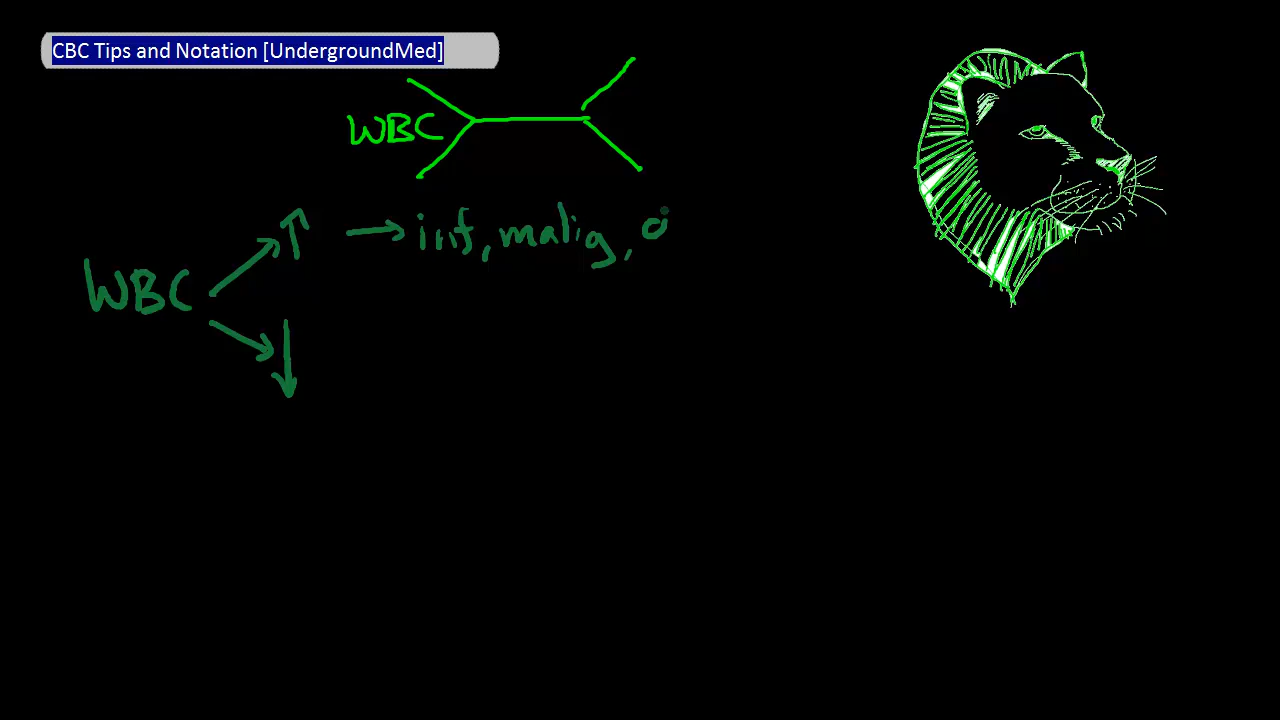 CBC Tips and Notation [UndergroundMed]
WBC
↑ → inf, malig,
WBC
↓